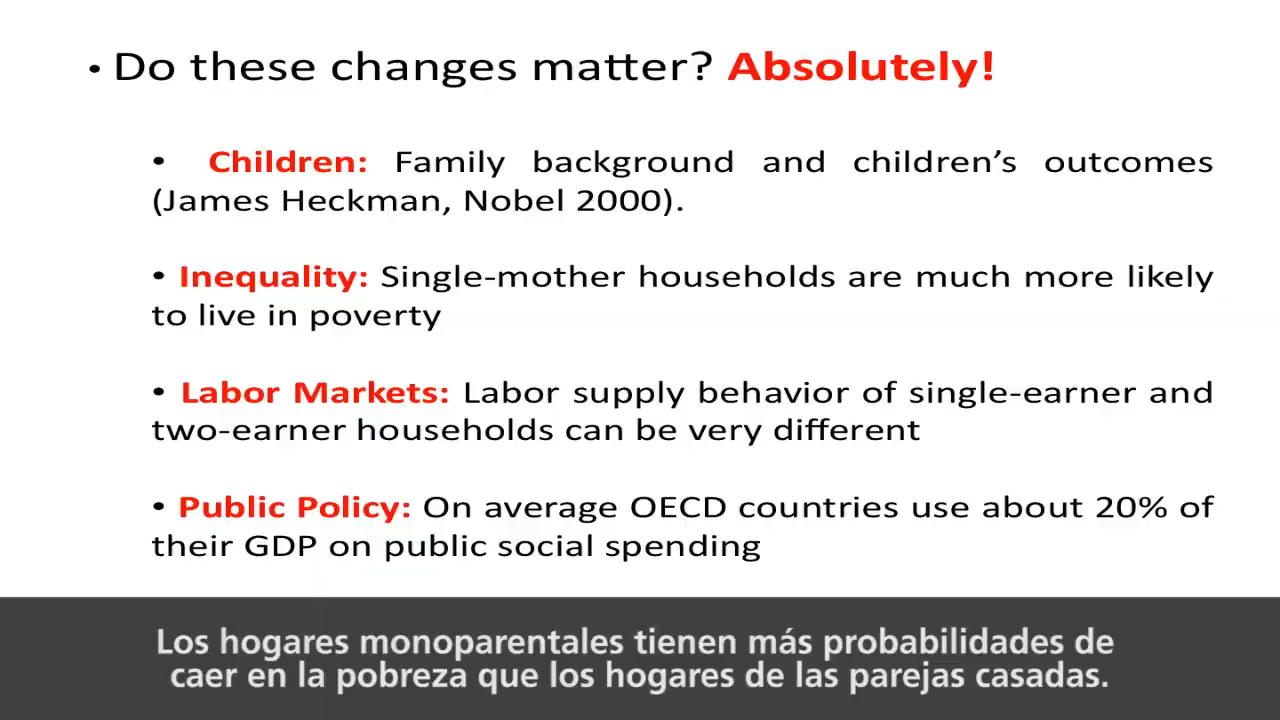 • Do these changes matter? Absolutely!
• Children: Family background and children’s outcomes
(James Heckman, Nobel 2000).
• Inequality: Single-mother households are much more likely
to live in poverty
• Labor Markets: Labor supply behavior of single-earner and
two-earner households can be very different
• Public Policy: On average OECD countries use about 20% of
their GDP on public social spending
Los hogares monoparentales tienen más probabilidades de
caer en la pobreza que los hogares de las parejas casadas.